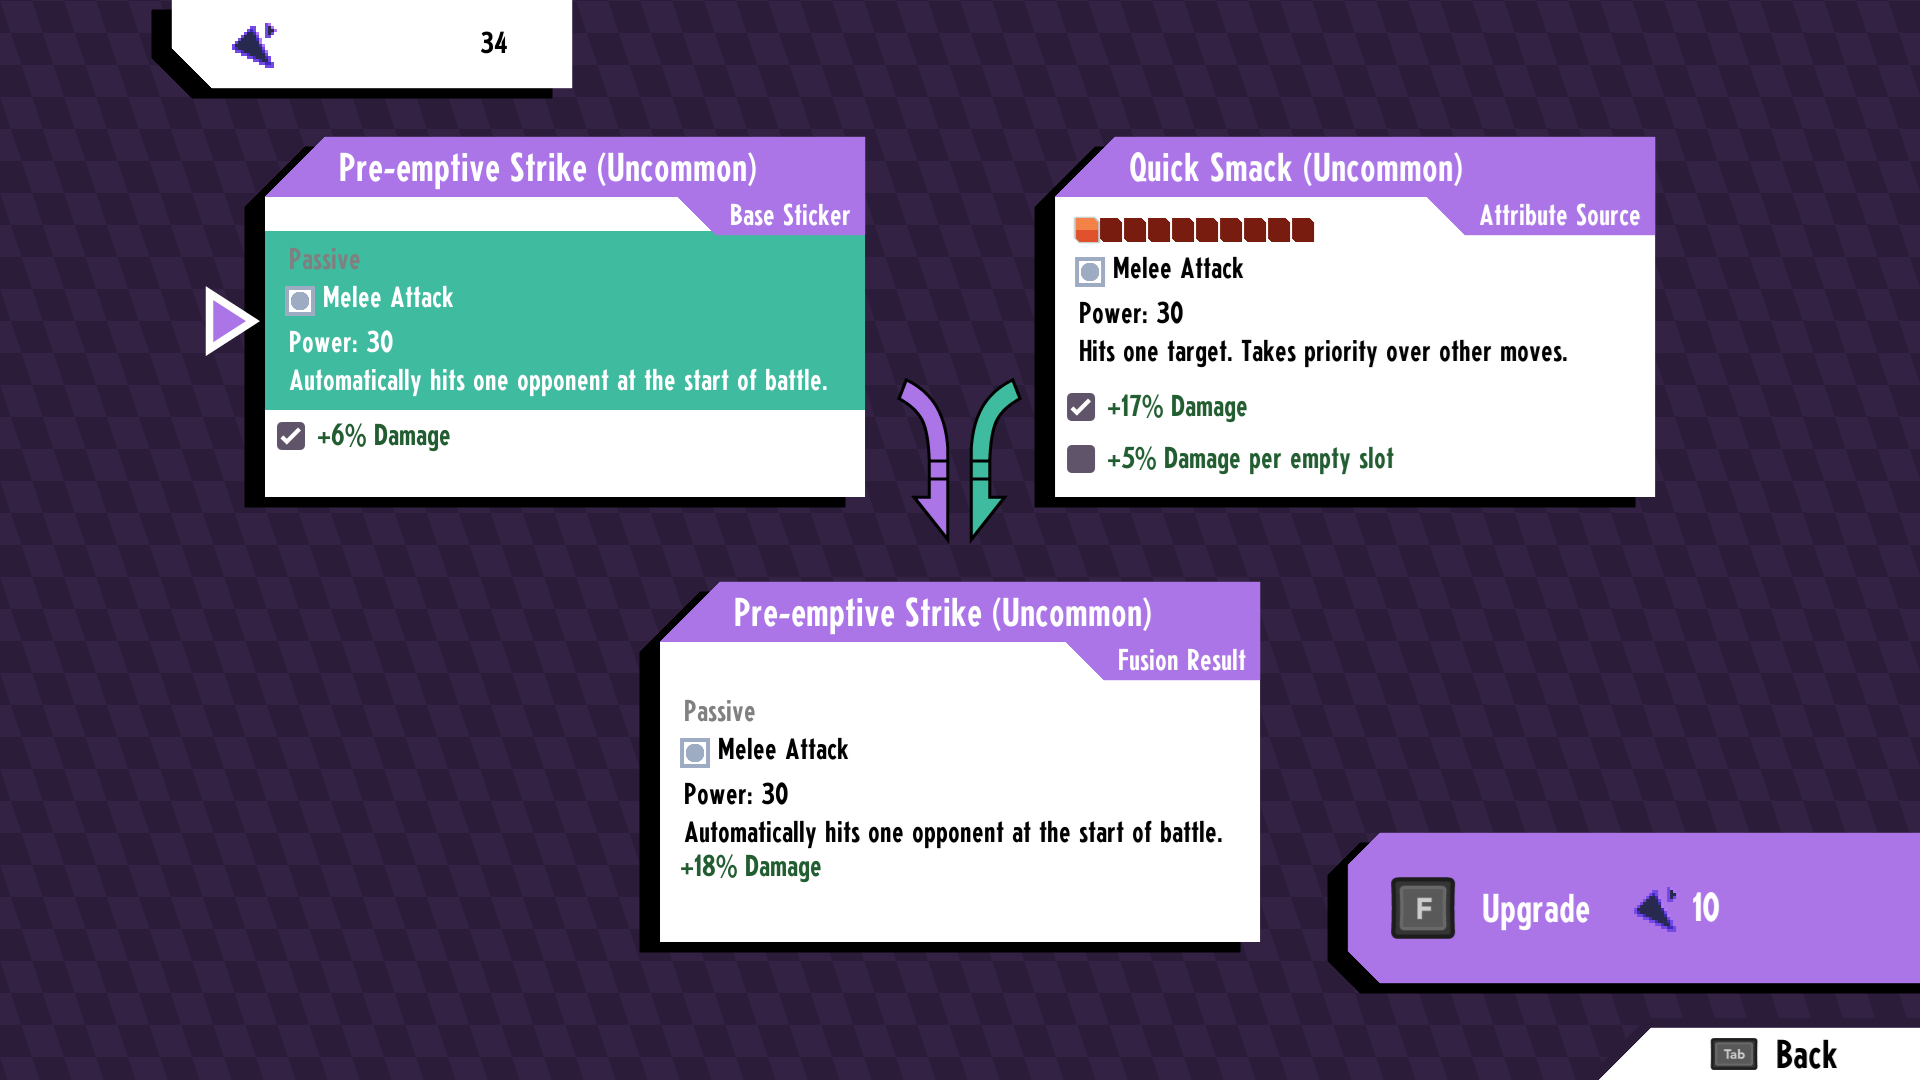 34
Pre-emptive Strike (Uncommon)
Base Sticker
Passive
Melee Attack
Power: 30
Automatically hits one opponent at the start of battle.
+6% Damage
Quick Smack (Uncommon)
Attribute Source
Melee Attack
Power: 30
Hits one target. Takes priority over other moves.
+17% Damage
+5% Damage per empty slot
Pre-emptive Strike (Uncommon)
Fusion Result
Passive
Melee Attack
Power: 30
Automatically hits one opponent at the start of battle.
+18% Damage
F Upgrade 10
Tab Back